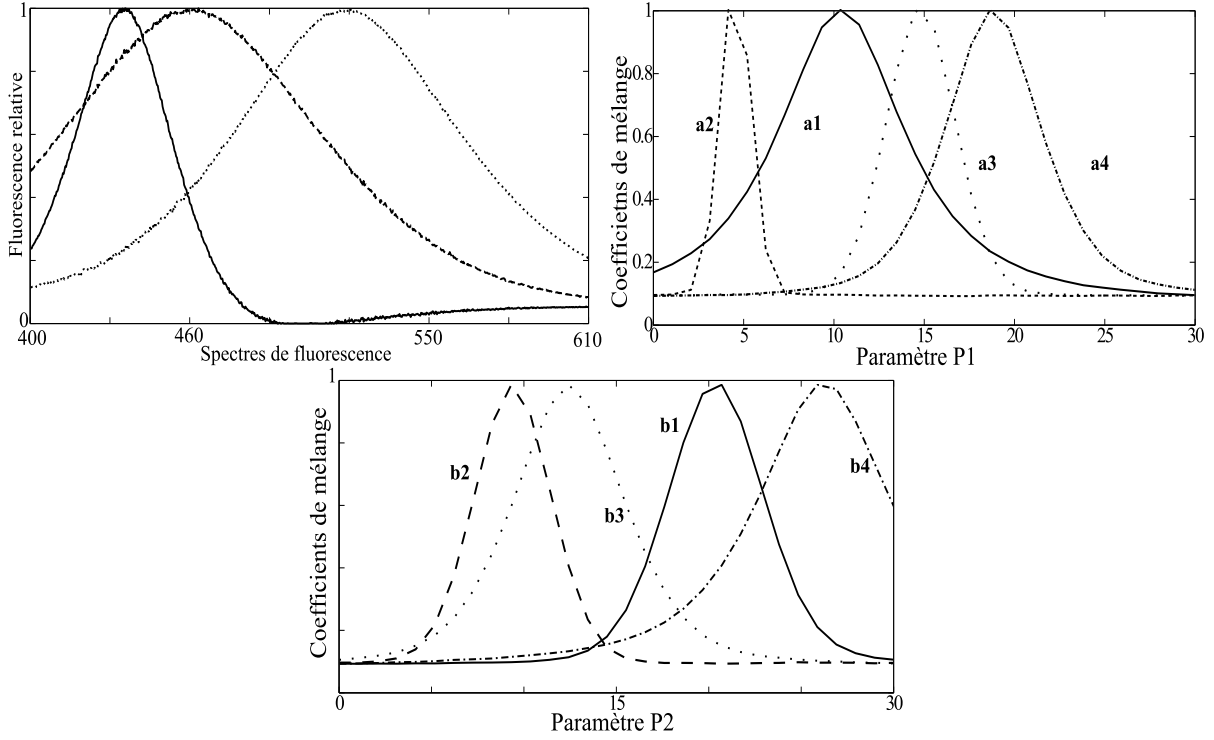 1
Fluorescence relative
0
400
460
550
610
Spectres de fluorescence
1
0.8
0.6
0.4
0.2
0
Coefficietns de mélange
a2
a1
a3
a4
0
5
10
15
20
25
30
Paramètre P1
1
Coefficients de mélange
b2
b3
b1
b4
0
15
30
Paramètre P2